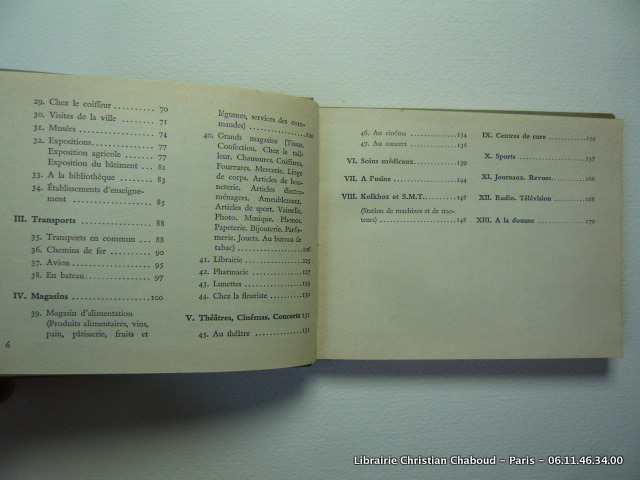 29. Chez le coiffeur .......... 70
30. Visites de la ville ........ 71
31. Musées .................. 74
32. Expositions............... 77
Exposition agricole ....... 77
Exposition du bâtiment ... 81
33. A la bibliothèque ......... 83
34. Établissements d'enseigne-
ment .................... 85
III. Transports ............ 88
35. Transports en commun ... 88
36. Chemins de fer .......... 90
37. Avion.................... 95
38. En bateau................ 97
IV. Magasins .............. 100
39. Magasin d'alimentation
(Produits alimentaires, vins,
pain, pâtisserie, fruits et
6
légumes, services des com-
mandes) ................
40. Grands magasins (Tissus.
Confection. Chez le tail-
leur. Chaussures. Coiffures.
Fourrures. Mercerie. Linge
de corps. Articles de bon-
neterie. Articles électro-
ménagers. Ameublement.
Articles de sport. Vaisselle.
Photo. Musique. Phonos.
Papeterie. Bijouterie. Parfu-
merie. Jouets. Au bureau de
tabac) ..................106
41. Librairie ................125
42. Pharmacie ..............127
43. Lunettes ................
44. Chez la fleuriste .........
V. Théâtres, Cinémas. Concerts 131
45. Au théâtre ..............131
46. Au cinéma ..............134
47. Au concert ..............136
VI. Soins médicaux..........139
VII. A l'usine ..............144
VIII. Kolkhoz et S.M.T.........148
(Station de machines et de trac-
teurs) ..................148
IX. Centres de cure ..........
X. Sports ..................157
XI. Journaux. Revues.........
XII. Radio. Télévision ........168
XIII. A la douane ............170
Librairie Christian Chaboud - Paris - 06.11.46.34.00